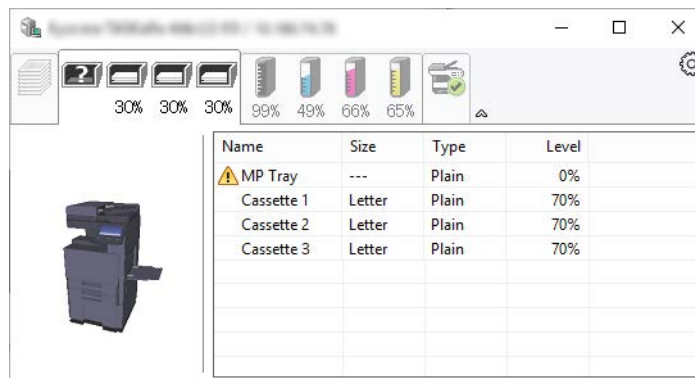 ?
30% 30% 30% 99% 49% 66% 65%
Name Size Type Level
MP Tray --- Plain 0%
Cassette 1 Letter Plain 70%
Cassette 2 Letter Plain 70%
Cassette 3 Letter Plain 70%